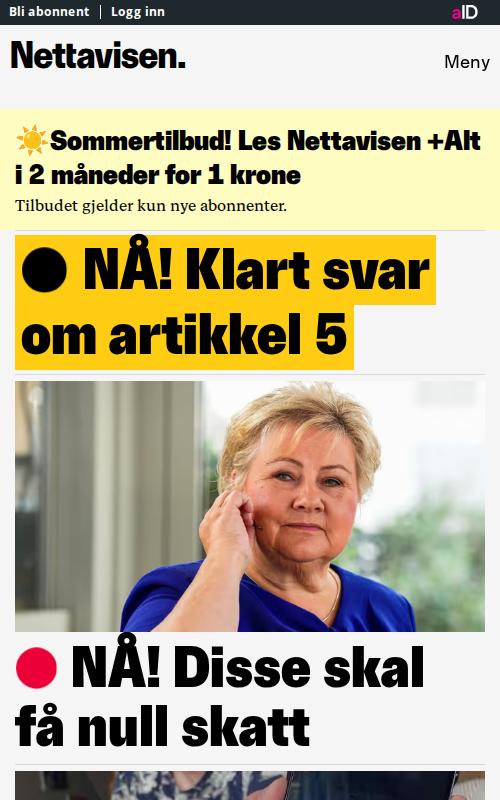 Bli abonnent | Logg inn
aID
Nettavisen.
Meny
Sommertilbud! Les Nettavisen +Alt
i 2 måneder for 1 krone
Tilbudet gjelder kun nye abonnenter.
NÅ! Klart svar
om artikkel 5
NÅ! Disse skal
få null skatt